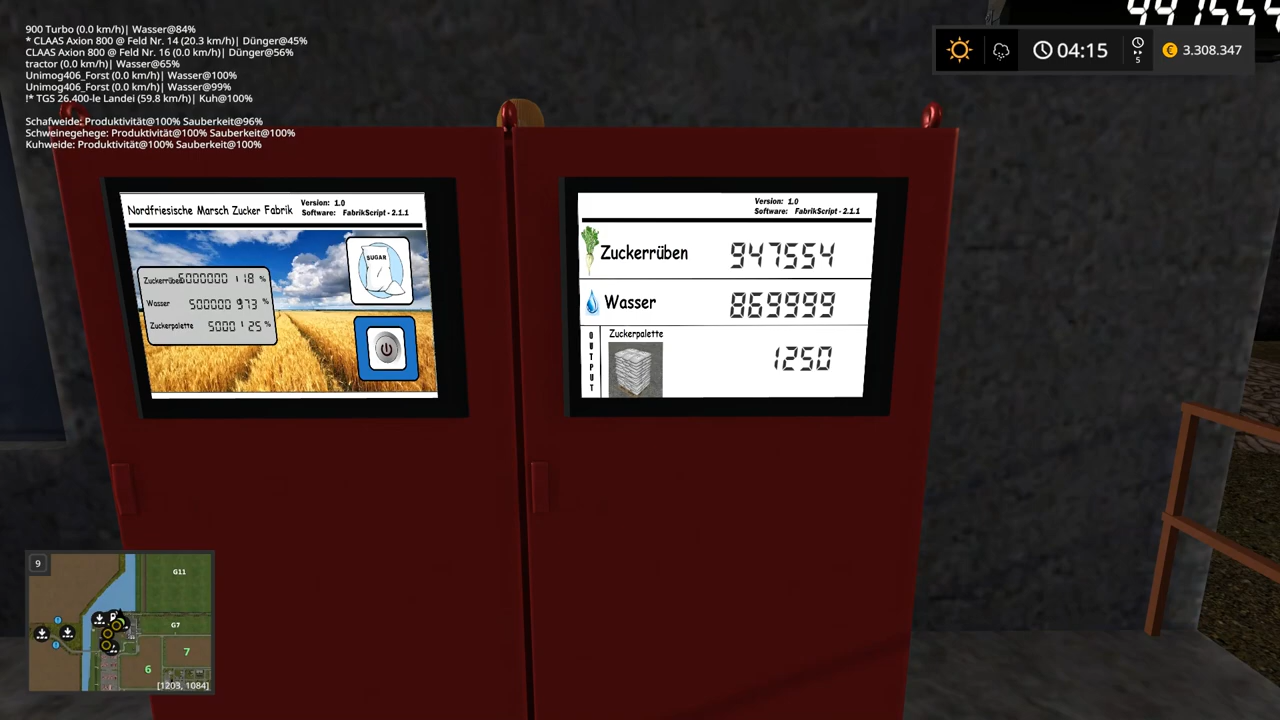 900 Turbo (0.0 km/h)| Wasser@84%
* CLAAS Axion 800 @ Feld Nr. 14 (20.3 km/h)| Dünger@45%
CLAAS Axion 800 @ Feld Nr. 16 (0.0 km/h)| Dünger@56%
tractor (0.0 km/h)| Wasser@65%
Unimog406_Forst (0.0 km/h)| Wasser@100%
Unimog406_Forst (0.0 km/h)| Wasser@99%
!* TGS 26.400-le Landei (59.8 km/h)| Kuh@100%
Schafweide: Produktivität@100% Sauberkeit@96%
Schweinegehege: Produktivität@100% Sauberkeit@100%
Kuhweide: Produktivität@100% Sauberkeit@100%
04:15
5
3.308.347
Nordfriesische Marsch Zucker Fabrik
Version: 1.0
Software: FabrikScript - 2.1.1
SUGAR
Zuckerrüben 6000000 18 %
Wasser 500000 973 %
Zuckerpalette 5000 25 %
Version: 1.0
Software: FabrikScript - 2.1.1
Zuckerrüben 947554
Wasser 869999
OUTPUT
Zuckerpalette
1250
9
G11
G7
7
6
[1203, 1084]